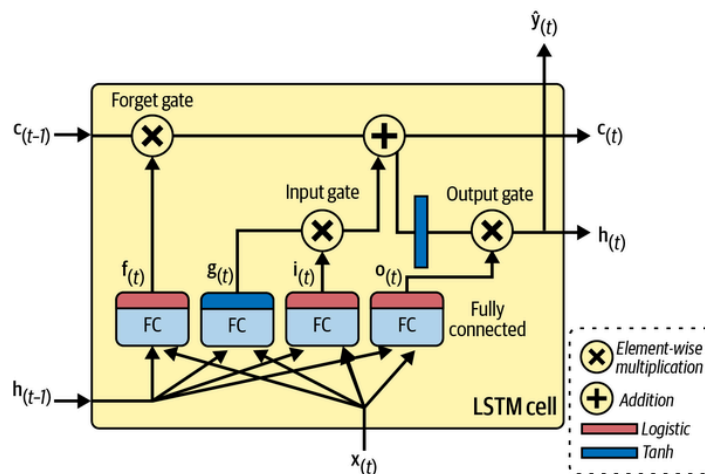 ŷ(t)
Forget gate
c(t–1)
c(t)
Input gate
Output gate
h(t)
f(t)
g(t)
i(t)
o(t)
FC
FC
FC
FC
Fully
connected
h(t–1)
LSTM cell
x(t)
Element-wise
multiplication
Addition
Logistic
Tanh